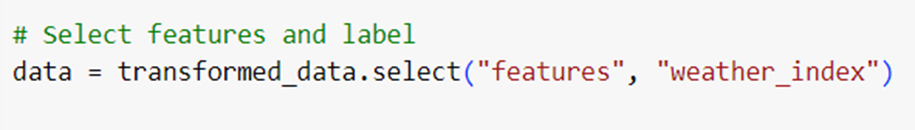 # Select features and label
data = transformed_data.select("features", "weather_index")